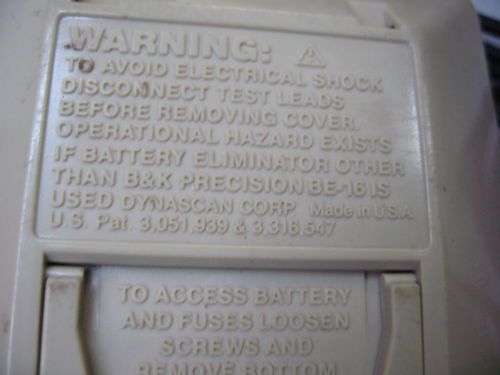 WARNING:
TO AVOID ELECTRICAL SHOCK
DISCONNECT TEST LEADS
BEFORE REMOVING COVER.
OPERATIONAL HAZARD EXISTS
IF BATTERY ELIMINATOR OTHER
THAN B&K PRECISION BE-16 IS
USED DYNASCAN CORP Made in U.S.A
U.S. Pat. 3,051,939 & 3,316,547
TO ACCESS BATTERY
AND FUSES LOOSEN
SCREWS AND
REMOVE BOTTOM